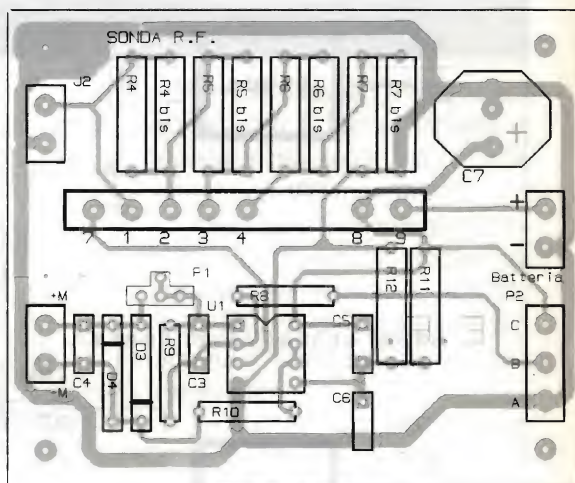 SONDA R.F.
J2
R4
R4 bis
R5
R5 bis
R6
R6 bis
R7
R7 bis
+
C7
7 1 2 3 4 8 9
+
-
Batteria
R12
R11
P1
R8
U1
P2
+M
C
B
A
-M
C4
D4
D3
R9
C3
C5
R10
C6